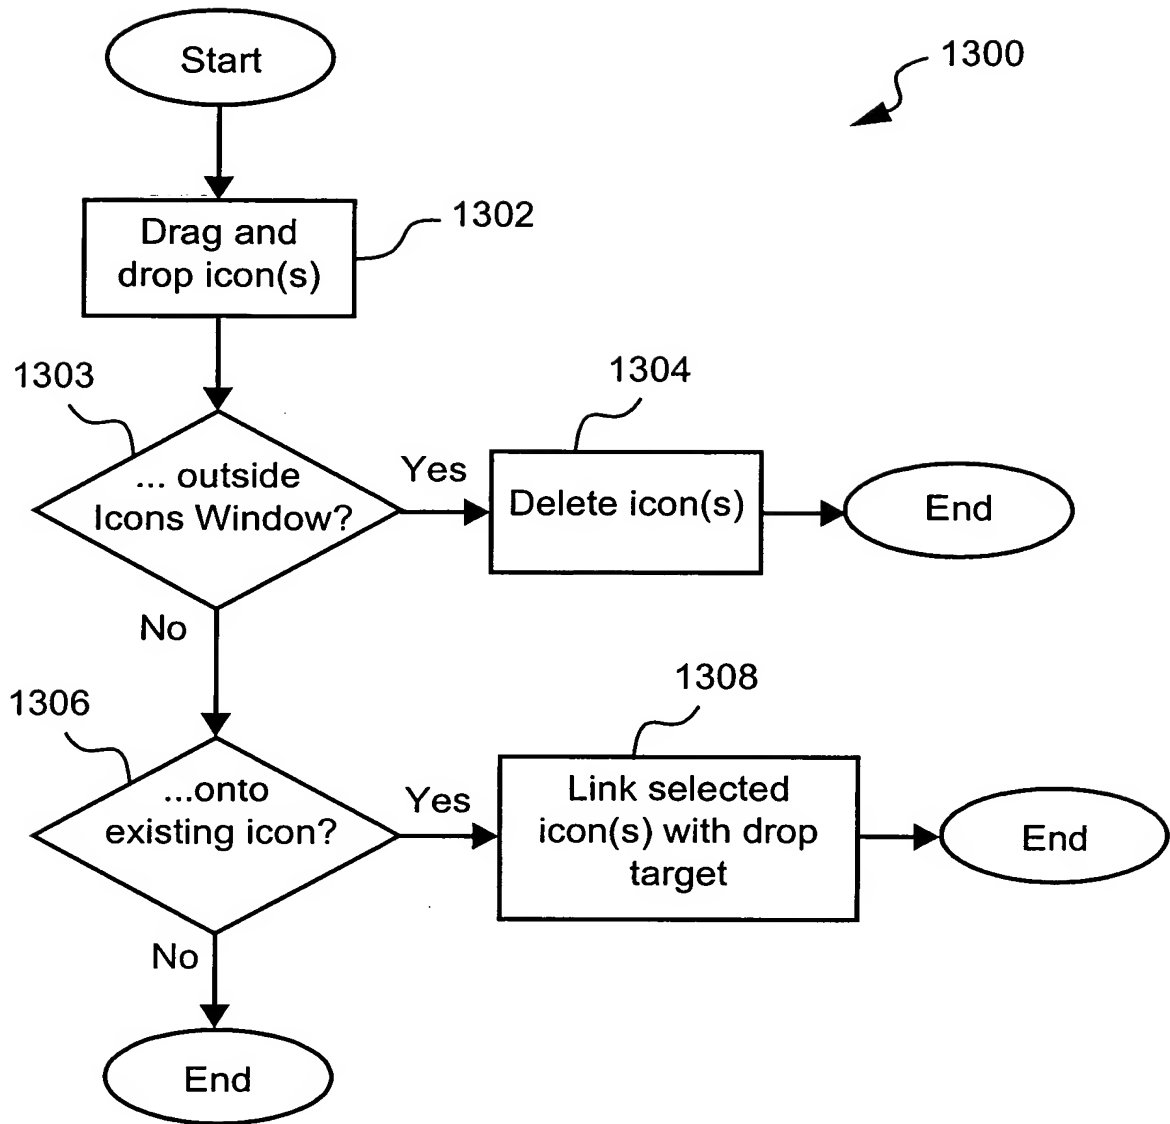 Start
1300
1302
Drag and
drop icon(s)
1303
1304
... outside
Icons Window?
Yes
Delete icon(s)
End
No
1306
1308
...onto
existing icon?
Yes
Link selected
icon(s) with drop
target
End
No
End